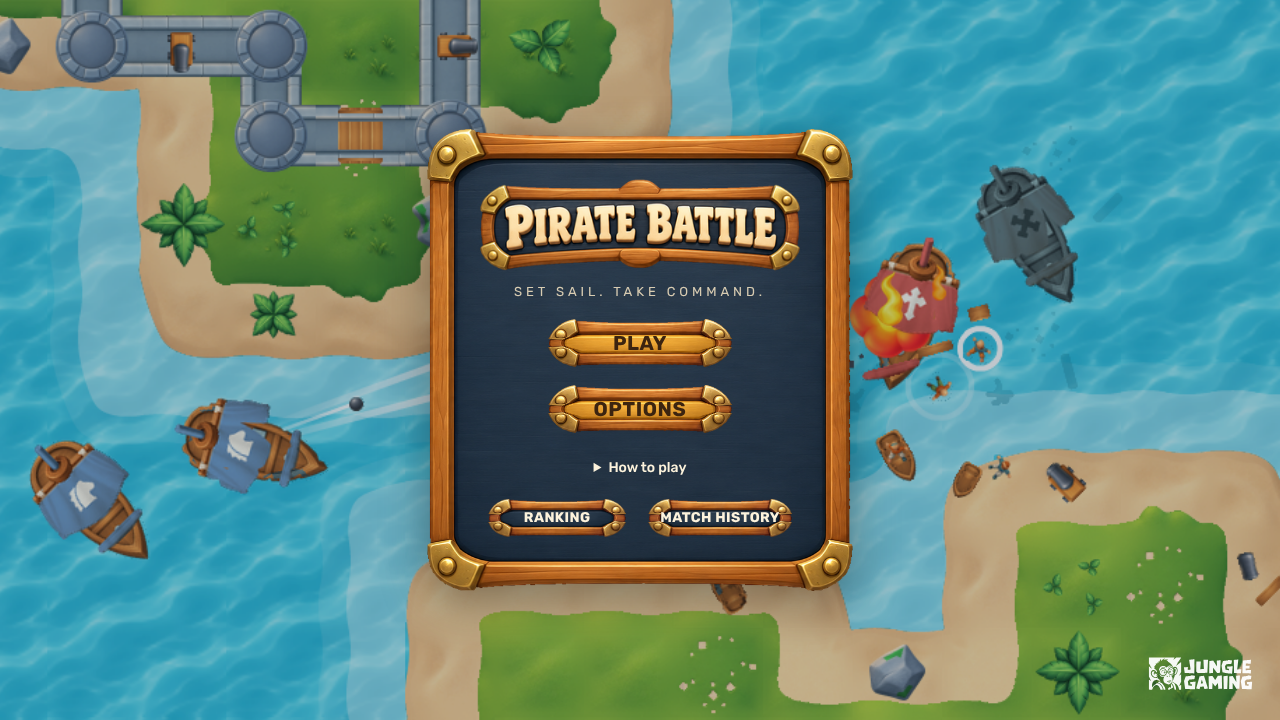 PIRATE BATTLE
SET SAIL. TAKE COMMAND.
PLAY
OPTIONS
How to play
RANKING
MATCH HISTORY
JUNGLE
GAMING